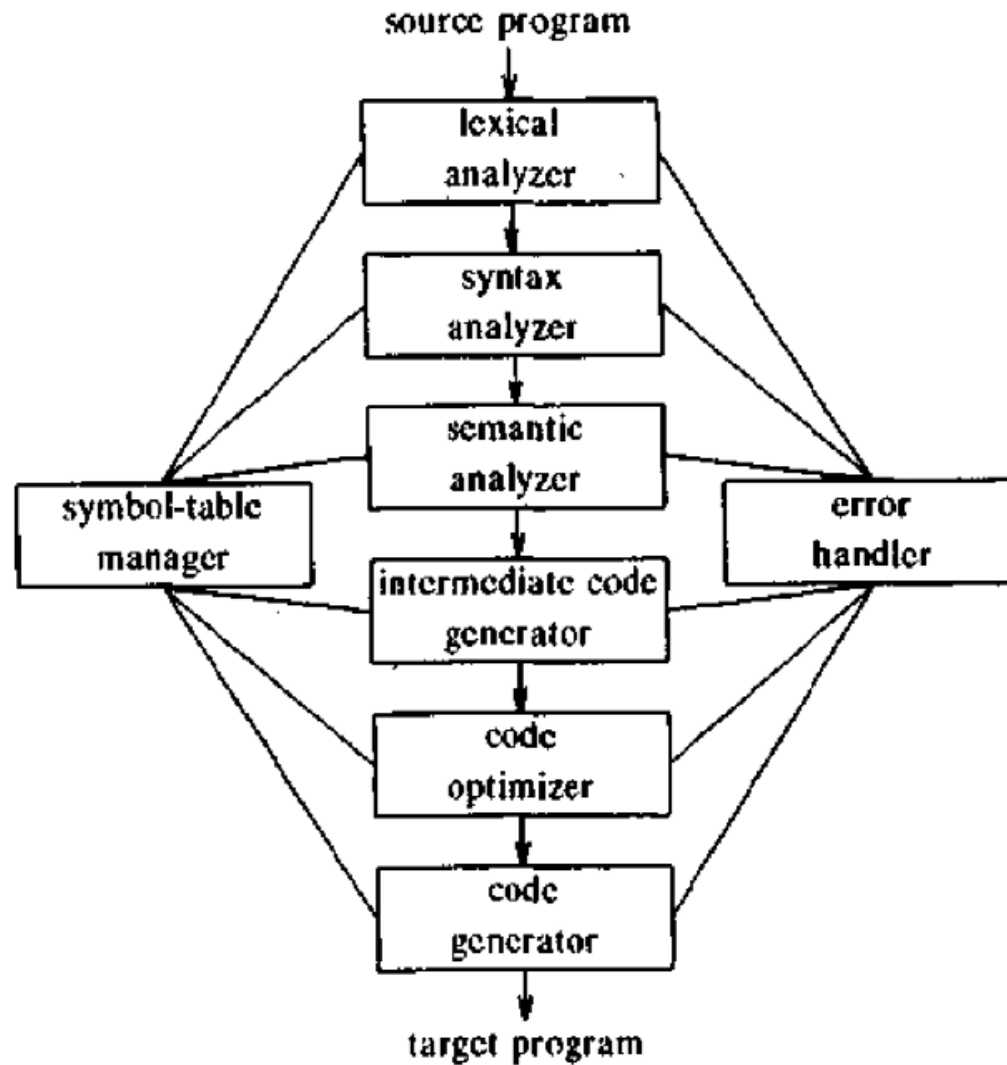 source program
lexical
analyzer
syntax
analyzer
semantic
analyzer
symbol-table
manager
error
handler
intermediate code
generator
code
optimizer
code
generator
target program